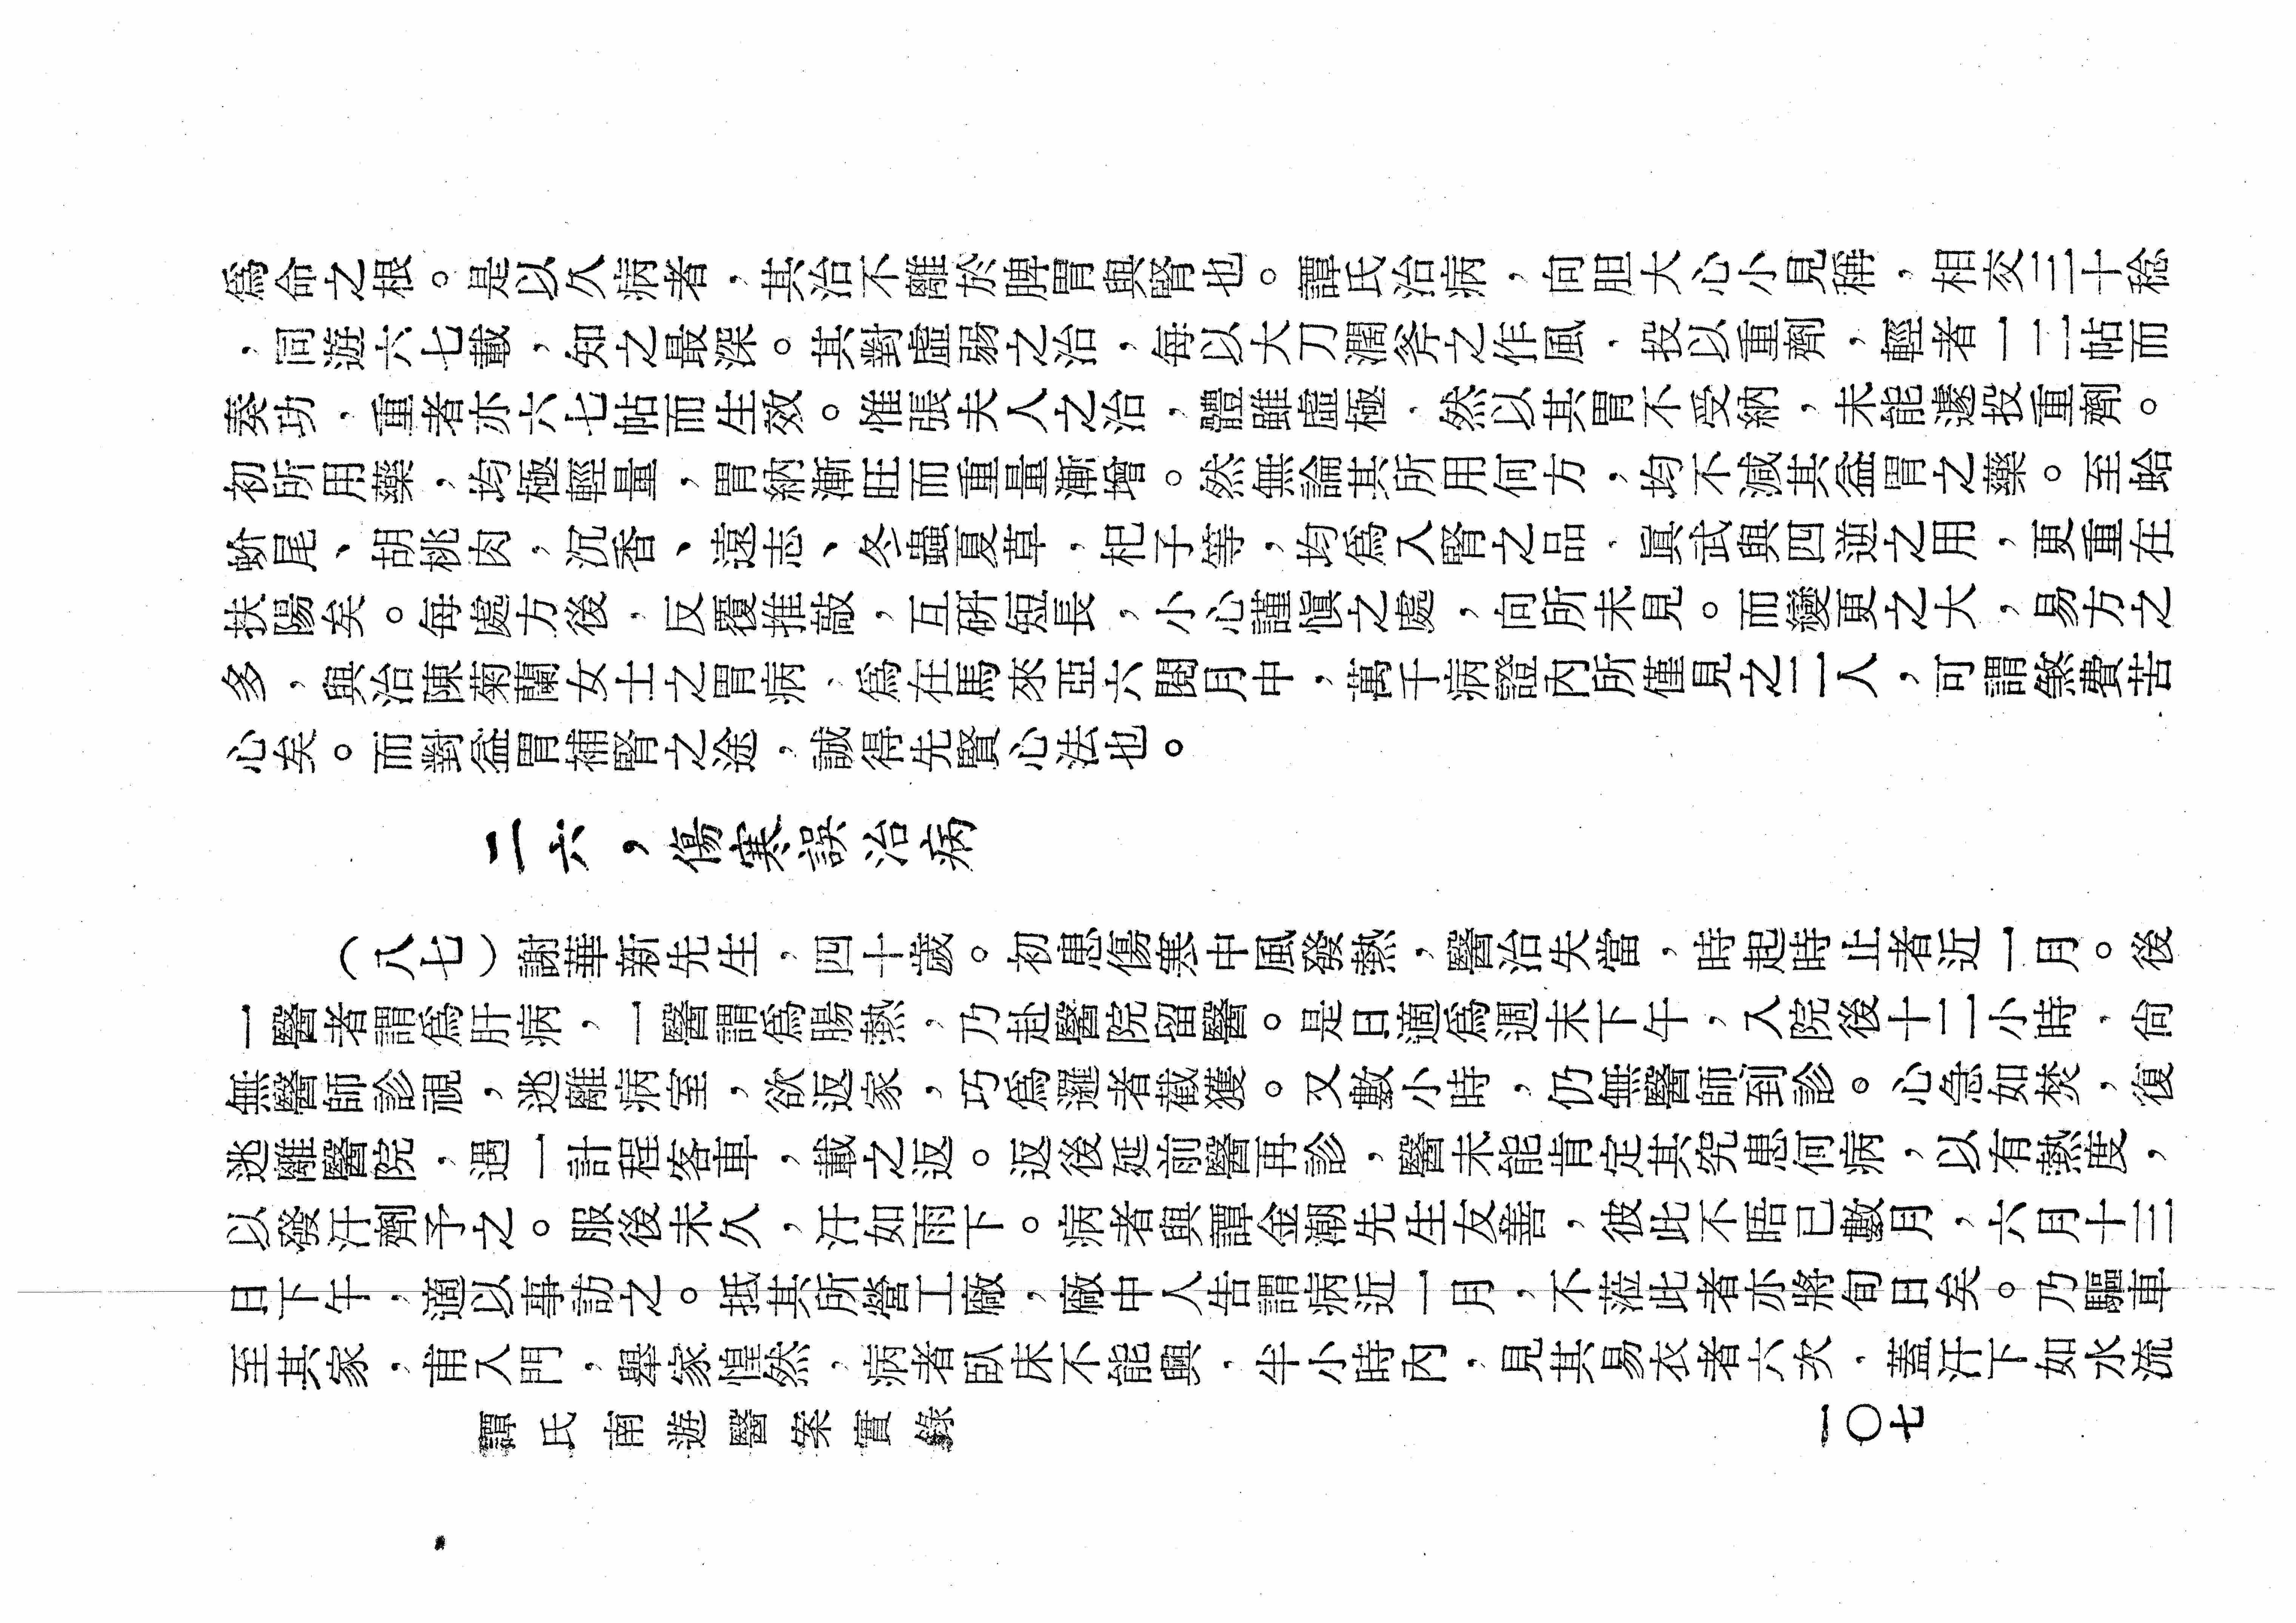 爲命之根。是以久病者，其治不離於脾胃與腎也。譚氏治病，向胆大心小見稱，相交三十稔
，同遊六七載，知之最深。其對虛弱之治，每以大刀濶斧之作風，投以重劑，輕者一二帖而
奏功，重者亦六七帖而生效。惟張夫人之治，體雖虛極，然以其胃不受納，未能遽投重劑。
初所用藥，均極輕量，胃納漸旺而重量漸增。然無論其所用何方，均不減其益胃之藥。至蛤
蚧尾、胡桃肉，沉香、遠志、冬蟲夏草，杞子等，均爲入腎之品，眞武與四逆之用，更重在
扶陽矣。每處方後，反覆推敲，互硏短長，小心謹愼之處，向所未見。而變更之大，易方之
多，與治陳菊蘭女士之胃病，爲在馬來亞六閱月中，萬千病證內所僅見之二人，可謂煞費苦
心矣。而對益胃補腎之途，誠得先賢心法也。
二六，傷寒誤治病
（八七）謝華新先生，四十歲。初患傷寒中風發熱，醫治失當，時起時止者近一月。後
一醫者謂爲肝病，一醫謂爲腸熱，乃赴醫院留醫。是日適爲週末下午，入院後十二小時，尙
無醫師診視，逃離病室，欲返家，巧爲邏者截獲。又數小時，仍無醫師到診。心急如焚，復
逃離醫院，遇一計程客車，載之返。返後延前醫再診，醫未能肯定其究患何病，以有熱度，
以發汗劑予之。服後未久，汗如雨下。病者與譚金潮先生友善，彼此不晤已數月，六月十三
日下午，適以事訪之。抵其所營工廠，廠中人告謂病近一月，不蒞此者亦將旬日矣。乃驅車
至其家，甫入門，舉家惶然，病者臥床不能興，半小時內，見其易衣者六次，蓋汗下如水流
譚氏南遊醫案實錄
一〇七